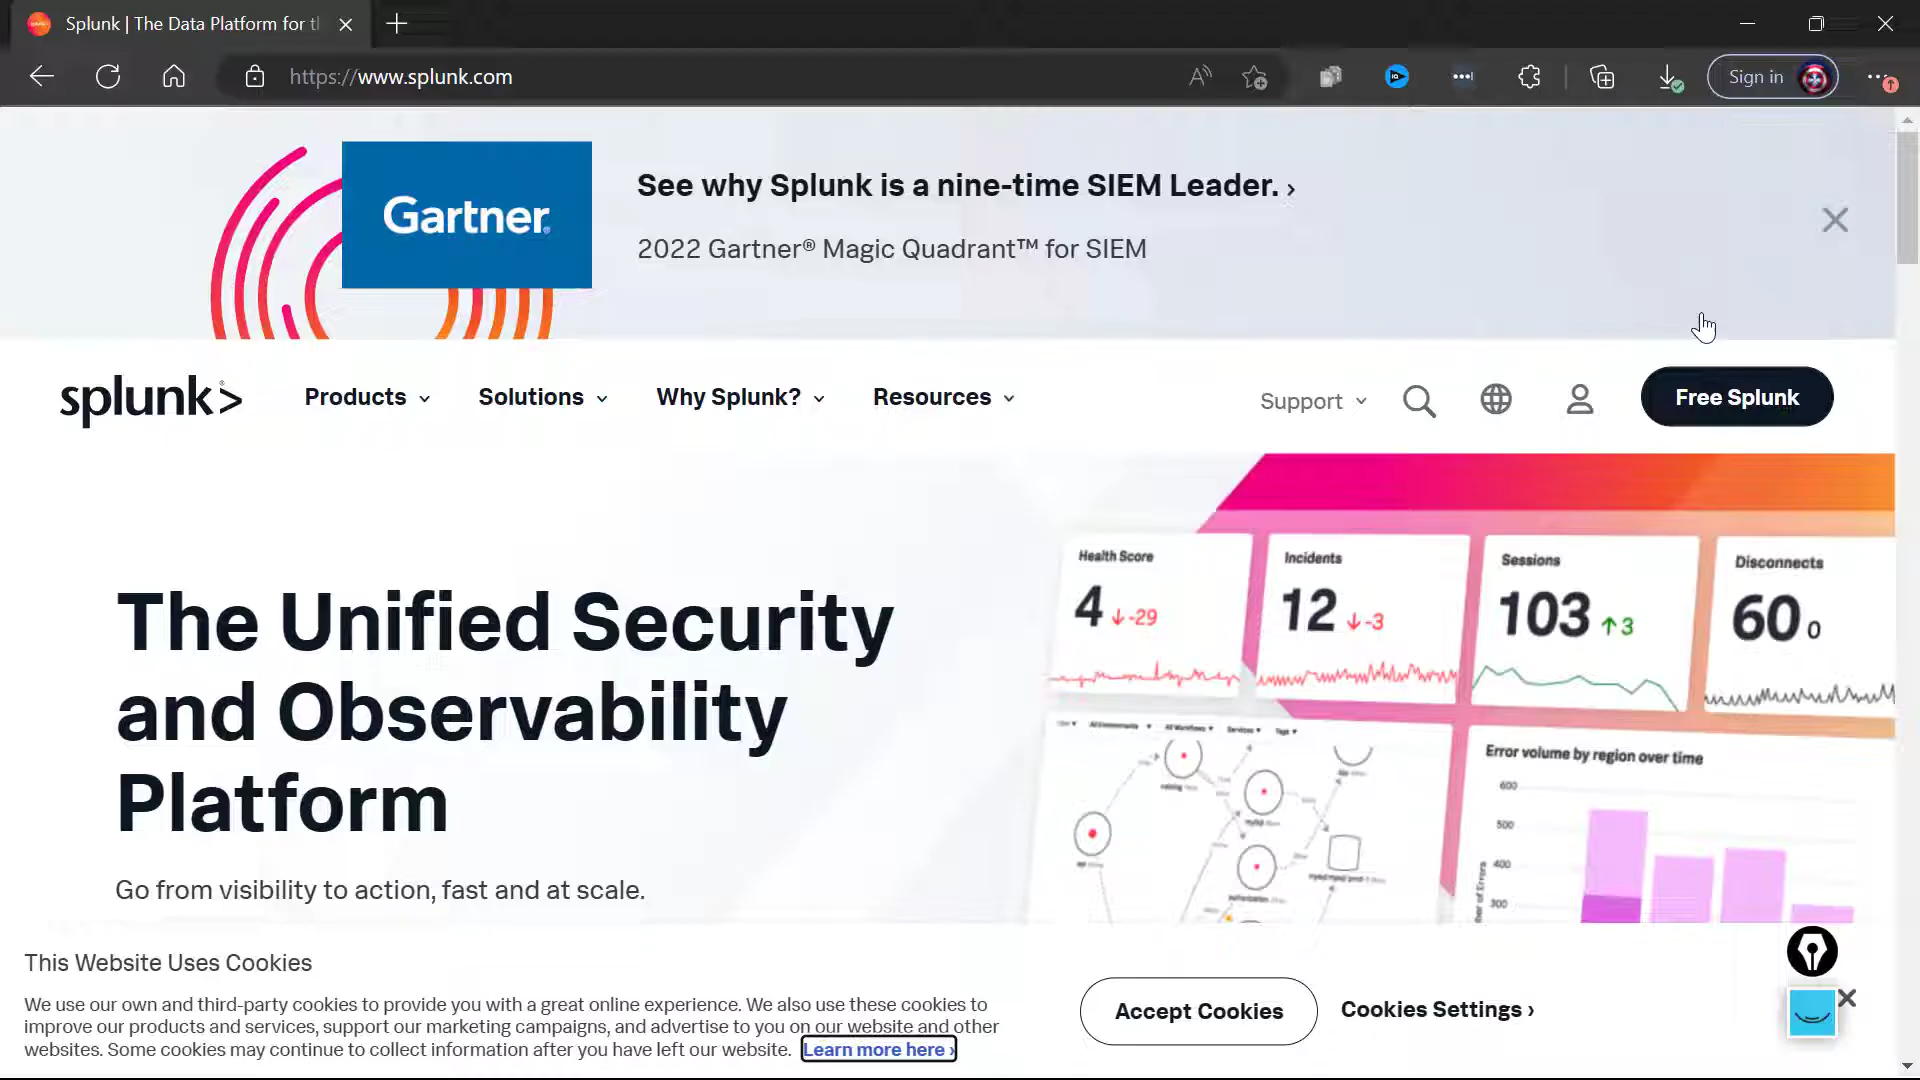 Splunk | The Data Platform for th
https://www.splunk.com
Sign in
Gartner®
See why Splunk is a nine-time SIEM Leader. ›
2022 Gartner® Magic Quadrant™ for SIEM
splunk>
Products
Solutions
Why Splunk?
Resources
Support
Free Splunk
The Unified Security
and Observability
Platform
Go from visibility to action, fast and at scale.
Health Score
4 ↓-29
Incidents
12 ↓-3
Sessions
103 ↑3
Disconnects
60 0
All Workflows
Services
Tags
Error volume by region over time
600
500
400
300
This Website Uses Cookies
We use our own and third-party cookies to provide you with a great online experience. We also use these cookies to
improve our products and services, support our marketing campaigns, and advertise to you on our website and other
websites. Some cookies may continue to collect information after you have left our website. Learn more here ›
Accept Cookies
Cookies Settings ›